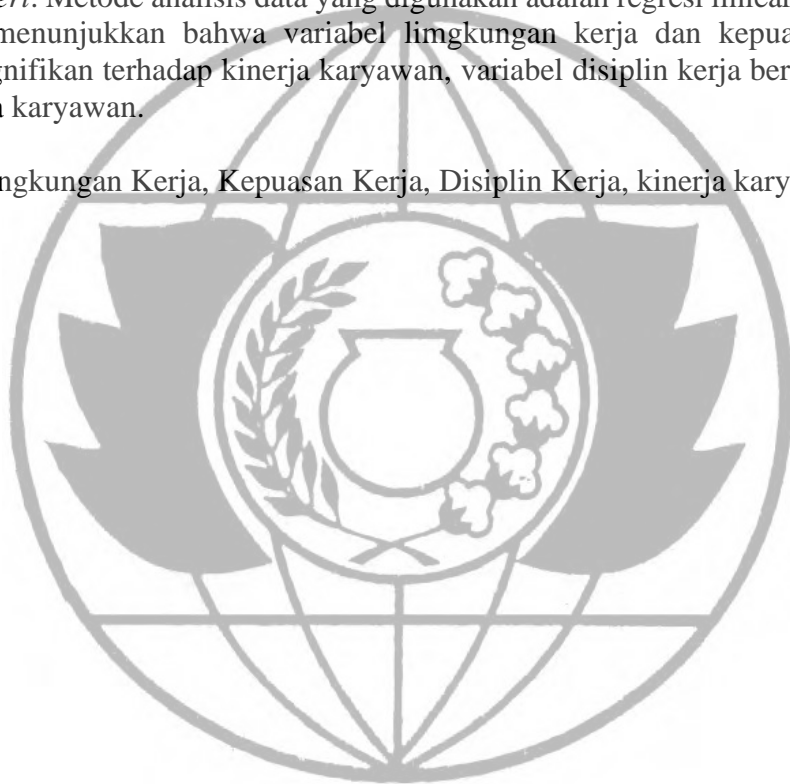 ert. Metode analisis data yang digunakan adalah regresi linear
menunjukkan bahwa variabel limgkungan kerja dan kepua
gnifikan terhadap kinerja karyawan, variabel disiplin kerja ber
a karyawan.
ngkungan Kerja, Kepuasan Kerja, Disiplin Kerja, kinerja kary